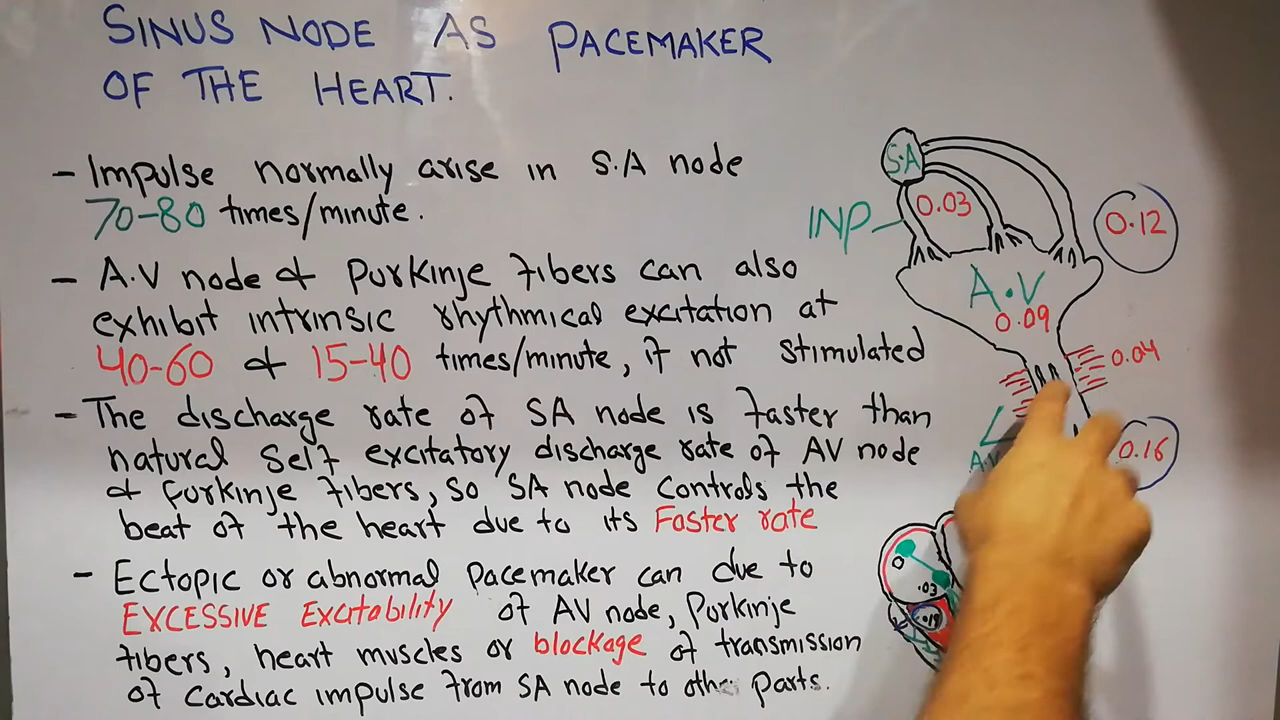 SINUS NODE AS PACEMAKER
OF THE HEART.
- Impulse normally arise in S.A node
70-80 times/minute.
- A.V node & Purkinje fibers can also
exhibit intrinsic rhythmical excitation at
40-60 & 15-40 times/minute, if not stimulated
- The discharge rate of SA node is faster than
natural self excitatory discharge rate of AV node
& Purkinje fibers, so SA node controls the
beat of the heart due to its Faster rate
- Ectopic or abnormal pacemaker can due to
EXCESSIVE Excitability of AV node, Purkinje
fibers, heart muscles or blockage of transmission
of cardiac impulse from SA node to other parts.
S.A
0.03
INP
0.12
A.V
0.09
0.04
A.V
0.16
0
.03